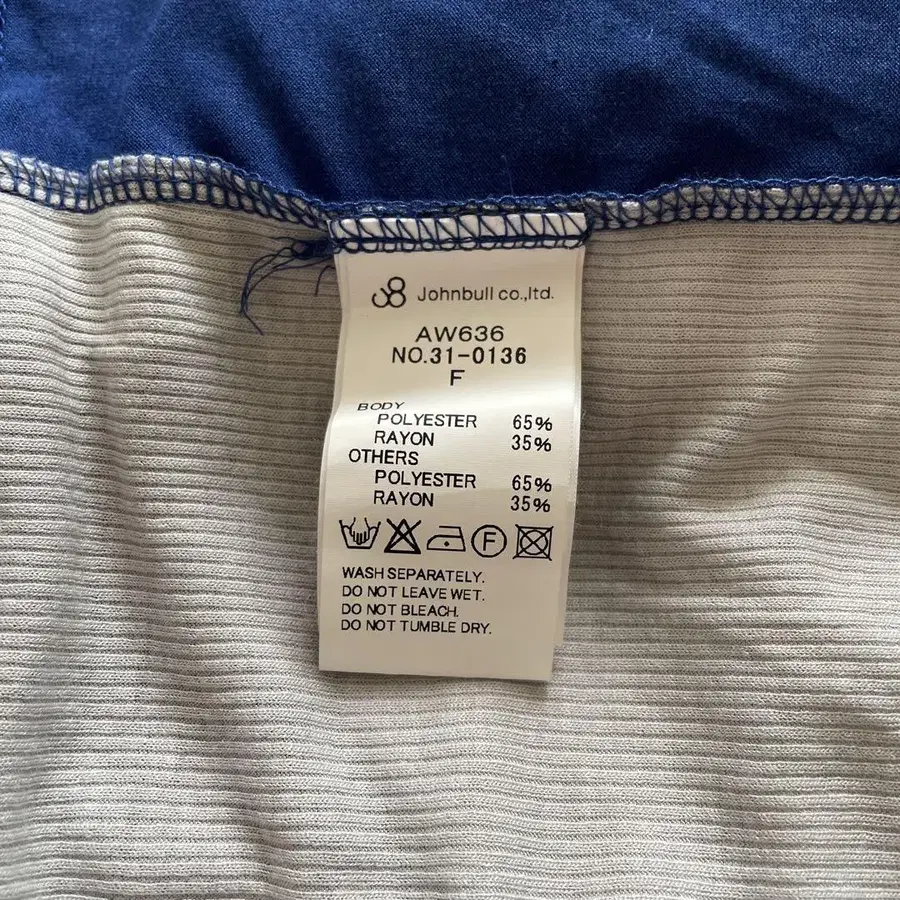 Johnbull co.,ltd.
AW636
NO.31-0136
F
BODY
POLYESTER 65%
RAYON 35%
OTHERS
POLYESTER 65%
RAYON 35%
F
WASH SEPARATELY.
DO NOT LEAVE WET.
DO NOT BLEACH.
DO NOT TUMBLE DRY.